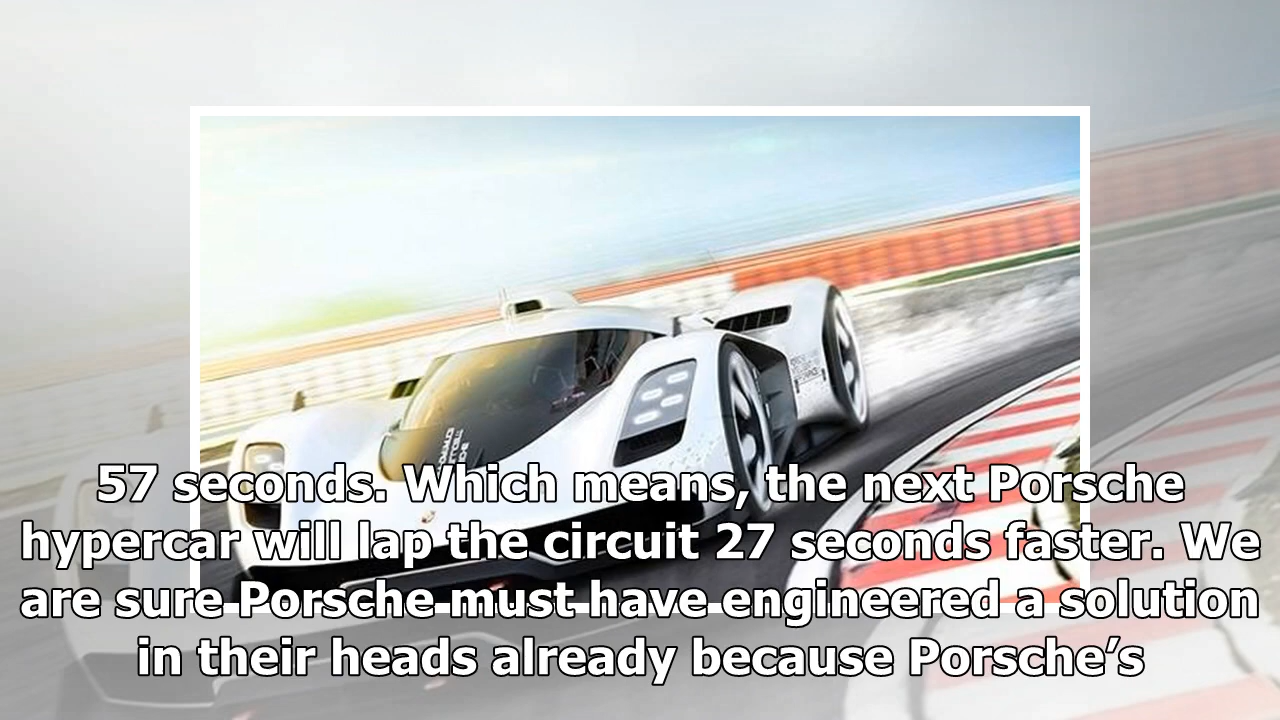 57 seconds. Which means, the next Porsche
hypercar will lap the circuit 27 seconds faster. We
are sure Porsche must have engineered a solution
in their heads already because Porsche’s